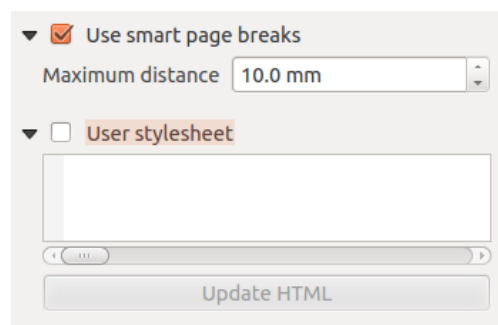 Use smart page breaks
Maximum distance 10.0 mm
User stylesheet
Update HTML